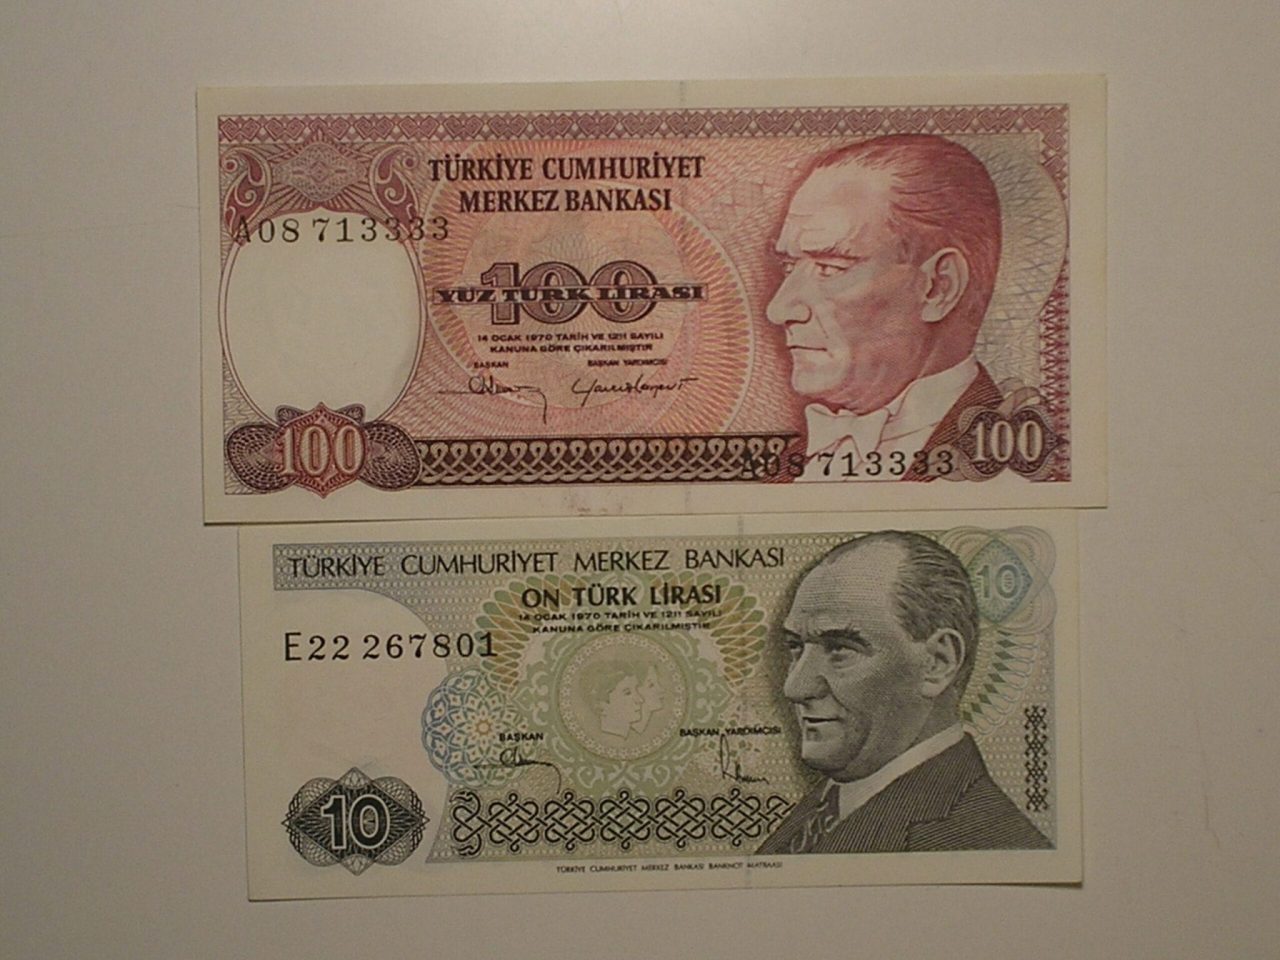 TÜRKİYE CUMHURİYET
MERKEZ BANKASI
A08 713333
100
YÜZ TÜRK LİRASI
14 OCAK 1970 TARİH VE 1211 SAYILI
KANUNA GÖRE ÇIKARILMIŞTIR
BAŞKAN BAŞKAN YARDIMCISI
100
100
A08 713333
TÜRKİYE CUMHURİYET MERKEZ BANKASI
10
ON TÜRK LİRASI
14 OCAK 1970 TARİH VE 1211 SAYILI
KANUNA GÖRE ÇIKARILMIŞTIR
E22 267801
BAŞKAN BAŞKAN YARDIMCISI
10
TÜRKİYE CUMHURİYET MERKEZ BANKASI BANKNOT MATBAASI